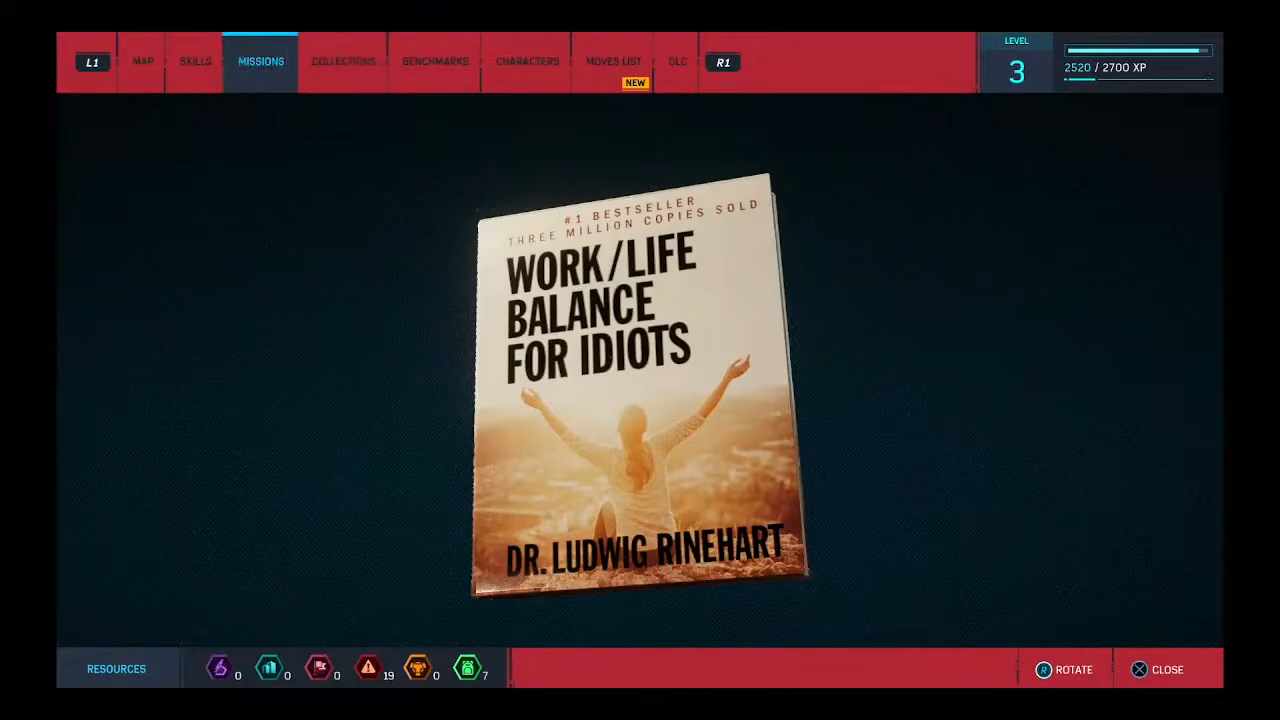 L1 MAP SKILLS MISSIONS COLLECTIONS BENCHMARKS CHARACTERS MOVES LIST DLC R1
NEW
LEVEL
3
2520 / 2700 XP
#1 BESTSELLER
THREE MILLION COPIES SOLD
WORK/LIFE
BALANCE
FOR IDIOTS
DR. LUDWIG RINEHART
RESOURCES 0 0 0 19 0 7 R ROTATE CLOSE